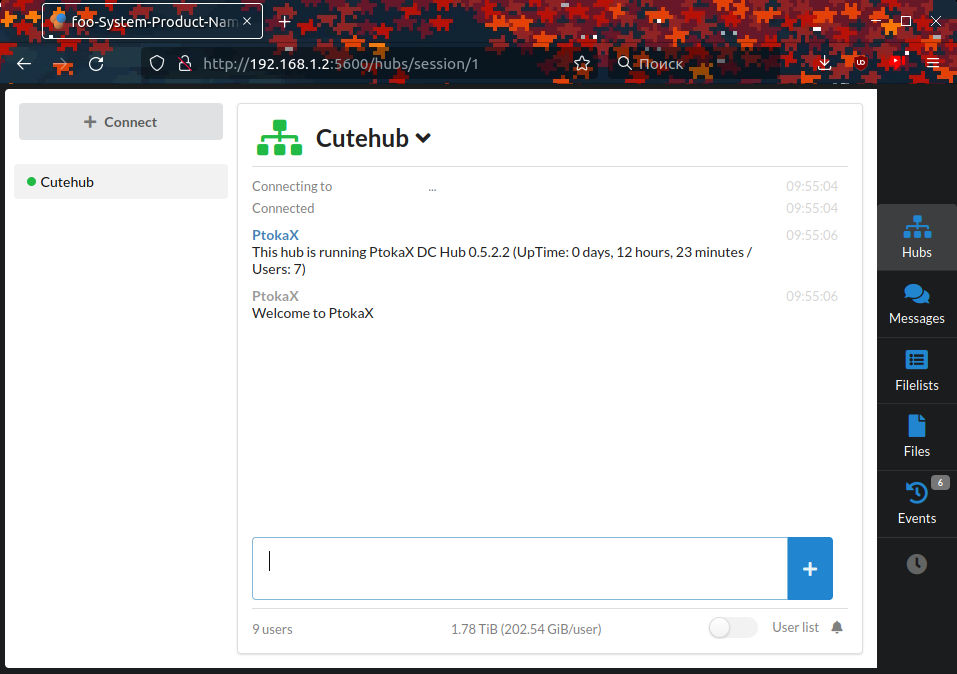 foo-System-Product-Nam
http://192.168.1.2:5600/hubs/session/1
Поиск
Connect
Cutehub
Cutehub
Connecting to ... 09:55:04
Connected 09:55:04
PtokaX 09:55:06
This hub is running PtokaX DC Hub 0.5.2.2 (UpTime: 0 days, 12 hours, 23 minutes /
Users: 7)
PtokaX 09:55:06
Welcome to PtokaX
9 users 1.78 TiB (202.54 GiB/user) User list
Hubs
Messages
Filelists
Files
6
Events